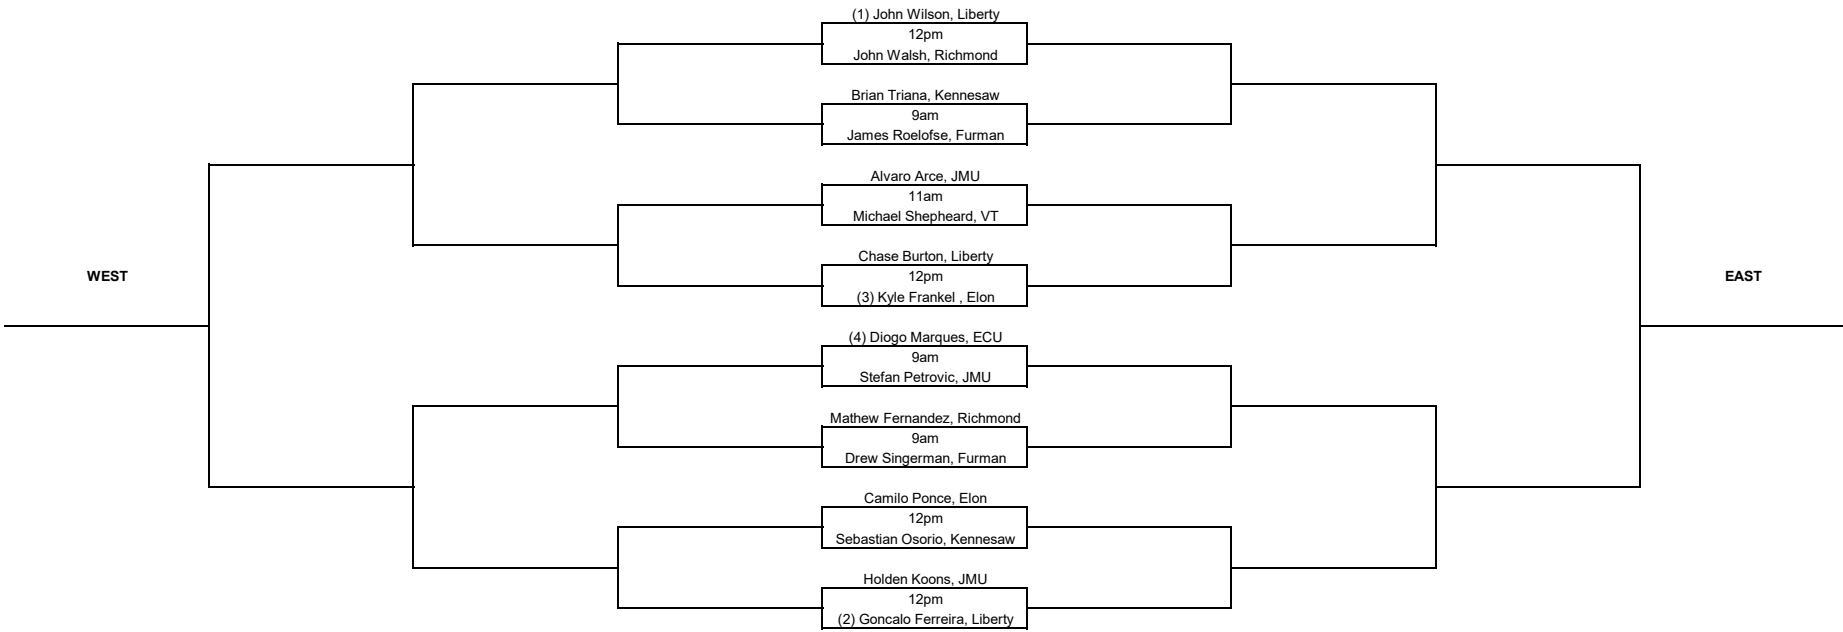 (1) John Wilson, Liberty
12pm
John Walsh, Richmond
Brian Triana, Kennesaw
9am
James Roelofse, Furman
Alvaro Arce, JMU
11am
Michael Shepheard, VT
Chase Burton, Liberty
WEST
12pm
EAST
(3) Kyle Frankel , Elon
(4) Diogo Marques, ECU
9am
Stefan Petrovic, JMU
Mathew Fernandez, Richmond
9am
Drew Singerman, Furman
Camilo Ponce, Elon
12pm
Sebastian Osorio, Kennesaw
Holden Koons, JMU
12pm
(2) Goncalo Ferreira, Liberty